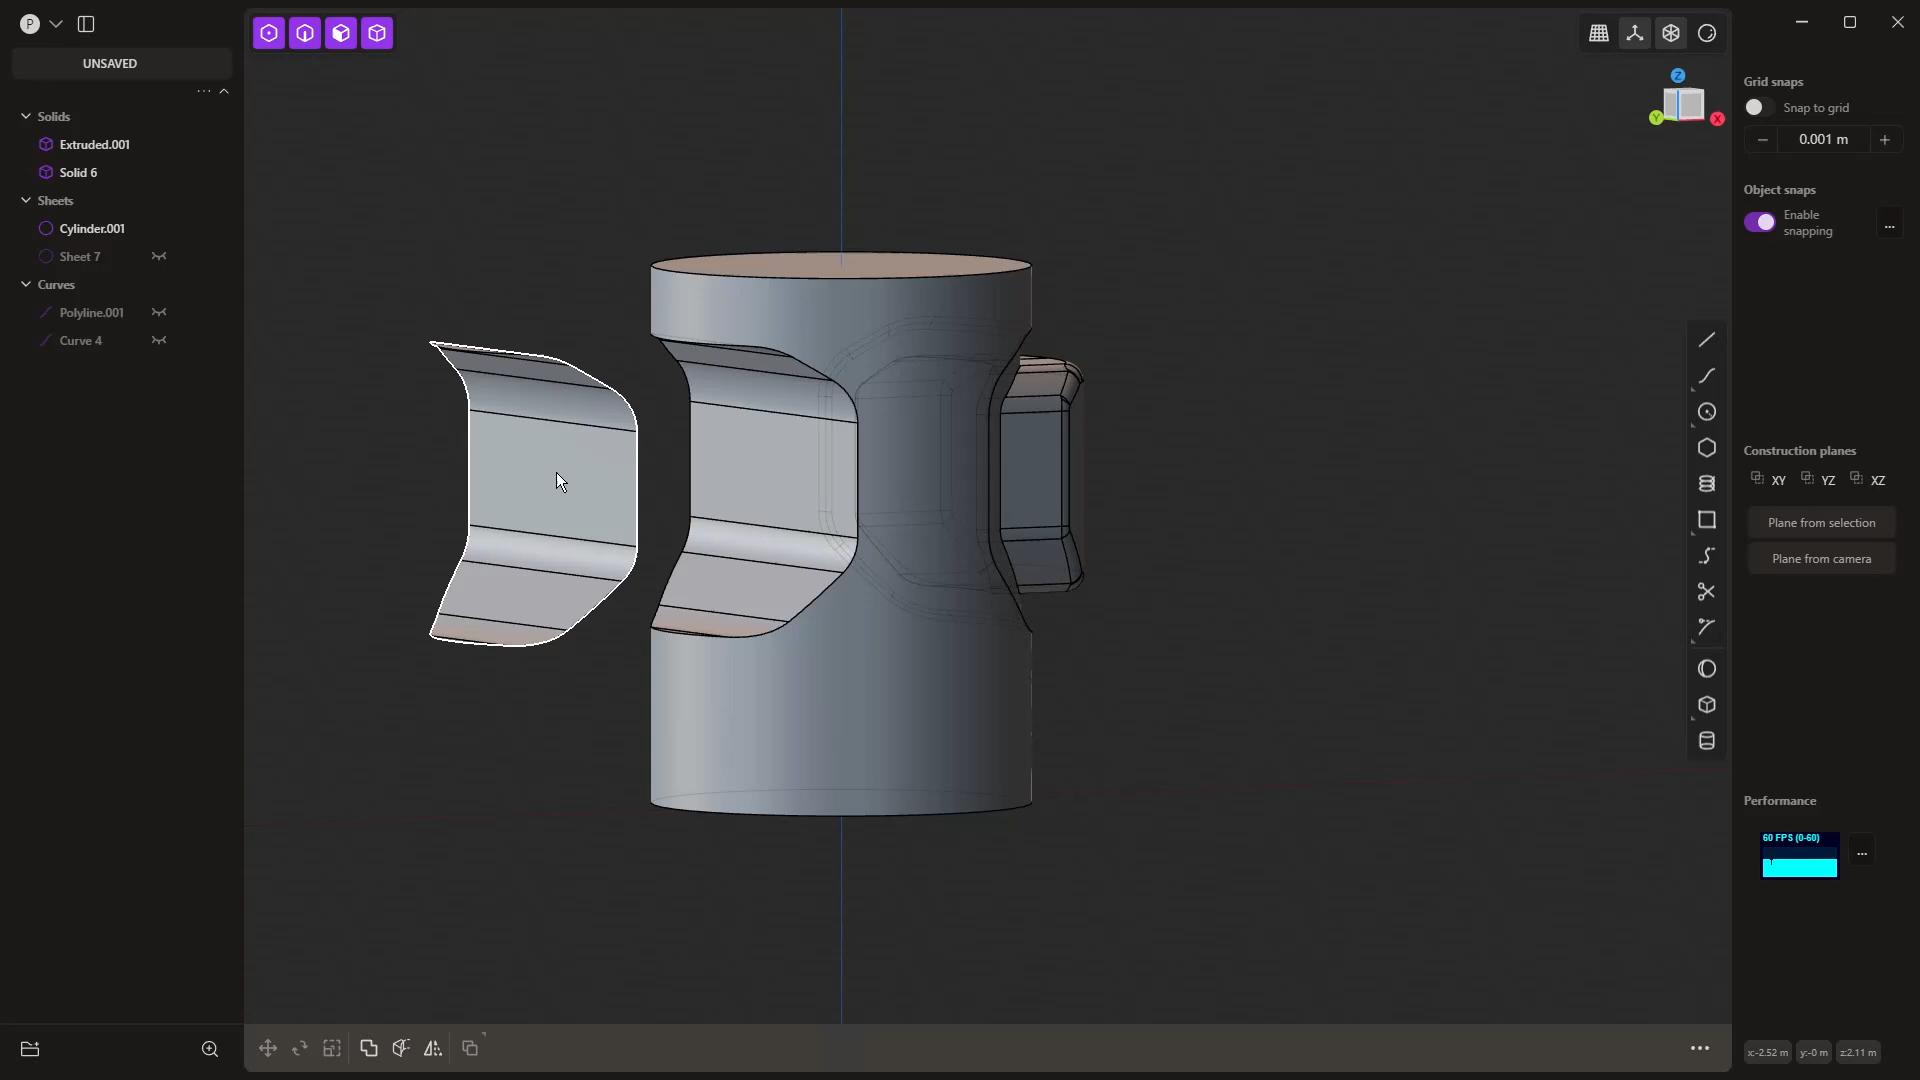 P
UNSAVED
Solids
Extruded.001
Solid 6
Sheets
Cylinder.001
Sheet 7
Curves
Polyline.001
Curve 4
Z
Y
X
Grid snaps
Snap to grid
0.001 m
Object snaps
Enable
snapping
...
Construction planes
XY
YZ
XZ
Plane from selection
Plane from camera
Performance
60 FPS (0-60)
...
x:-2.52 m
y:-0 m
z:2.11 m